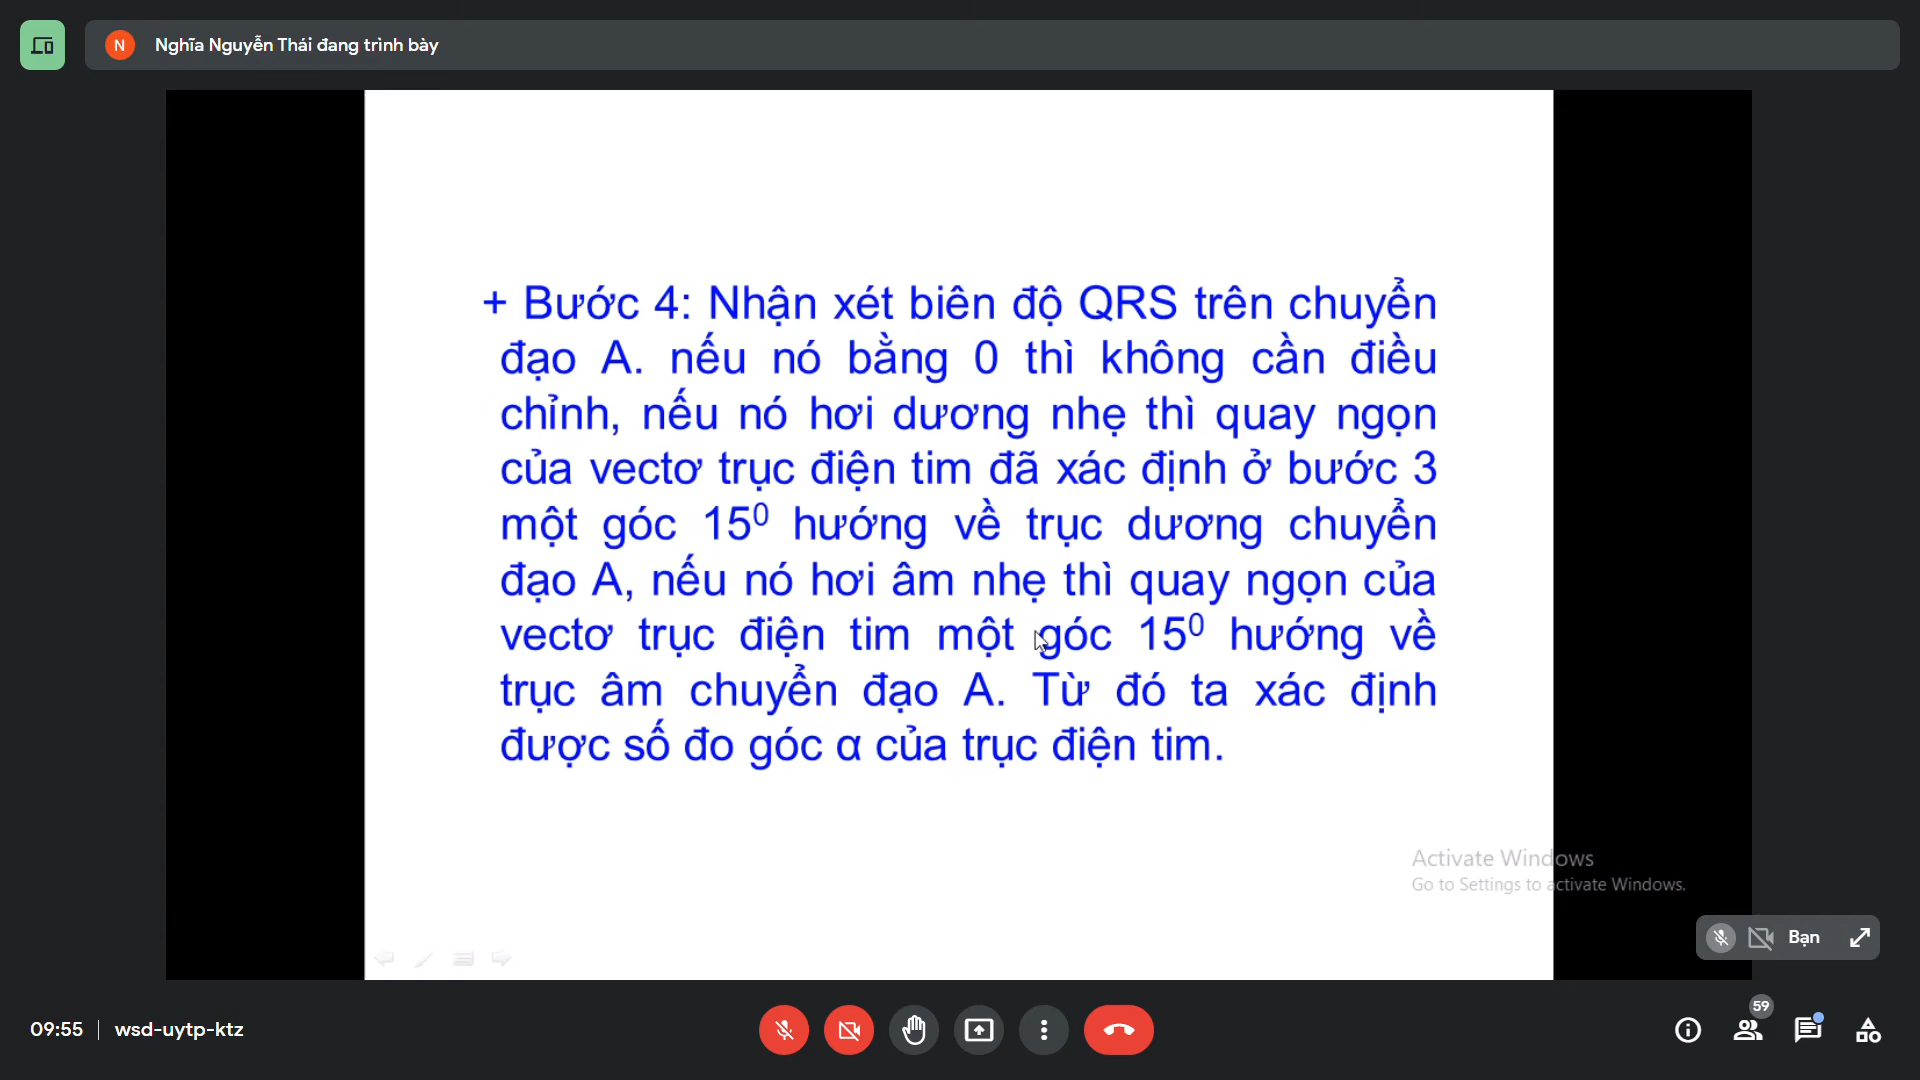 N Nghĩa Nguyễn Thái đang trình bày
+ Bước 4: Nhận xét biên độ QRS trên chuyển
đạo A. nếu nó bằng 0 thì không cần điều
chỉnh, nếu nó hơi dương nhẹ thì quay ngọn
của vectơ trục điện tim đã xác định ở bước 3
một góc 15⁰ hướng về trục dương chuyển
đạo A, nếu nó hơi âm nhẹ thì quay ngọn của
vectơ trục điện tim một góc 15⁰ hướng về
trục âm chuyển đạo A. Từ đó ta xác định
được số đo góc α của trục điện tim.
Activate Windows
Go to Settings to activate Windows.
Bạn
59
09:55 | wsd-uytp-ktz